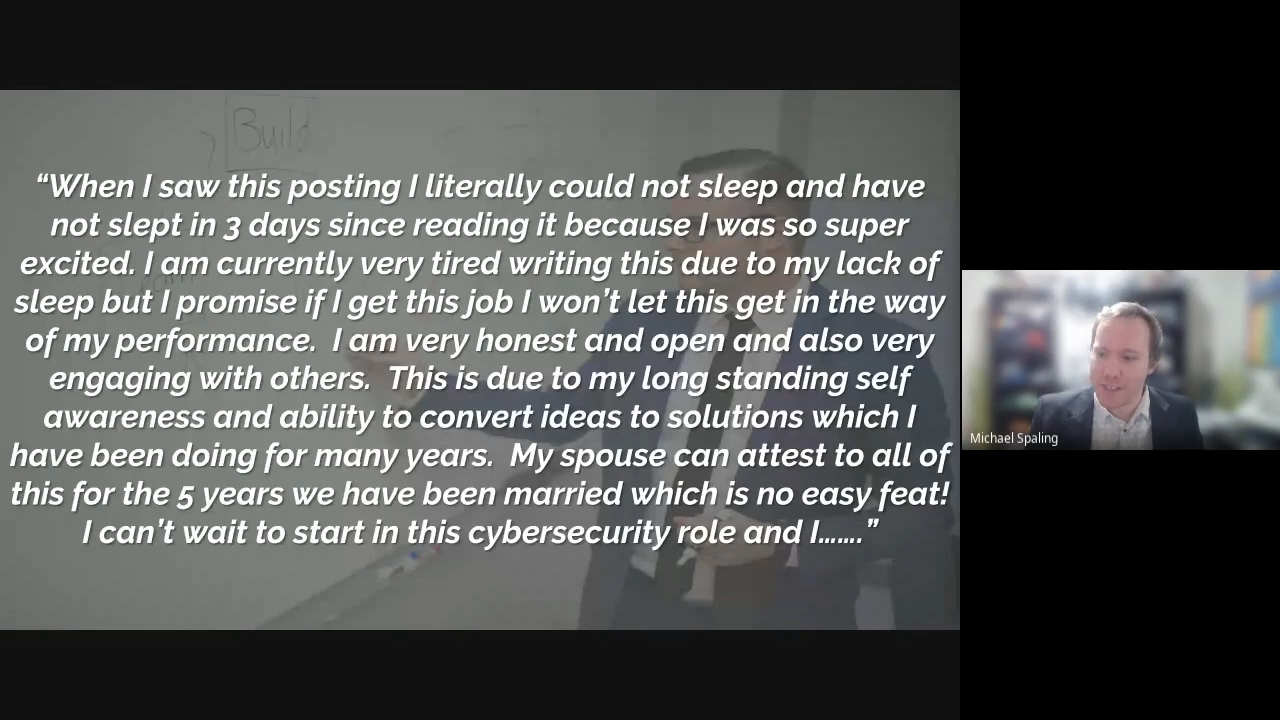 Build
“When I saw this posting I literally could not sleep and have
not slept in 3 days since reading it because I was so super
excited. I am currently very tired writing this due to my lack of
sleep but I promise if I get this job I won’t let this get in the way
of my performance.  I am very honest and open and also very
engaging with others.  This is due to my long standing self
awareness and ability to convert ideas to solutions which I
have been doing for many years.  My spouse can attest to all of
this for the 5 years we have been married which is no easy feat!
I can’t wait to start in this cybersecurity role and I…….”
Michael Spaling